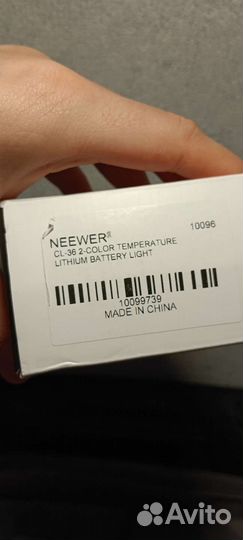 NEEWER® 10096
CL-36 2-COLOR TEMPERATURE
LITHIUM BATTERY LIGHT
10099739
MADE IN CHINA
Avito